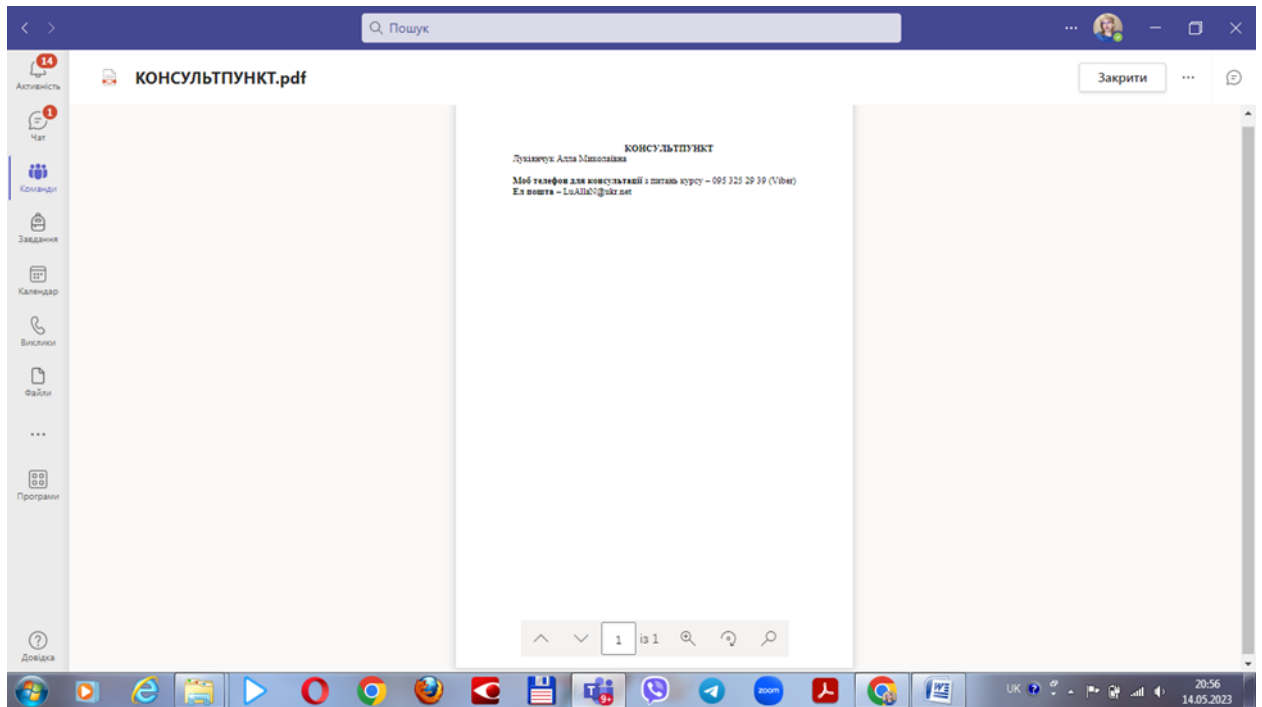 Пошук
...
14
Активність
КОНСУЛЬТПУНКТ.pdf
Закрити
...
1
Чат
КОНСУЛЬТПУНКТ
Лукіянчук Алла Миколаївна
Моб телефон для консультації з питань курсу – 095 325 29 39 (Viber)
Ел пошта – LuAllaN@ukr.net
Команди
Завдання
Календар
Виклики
Файли
...
Програми
1 із 1
Довідка
9+
zoom
UK
20:56
14.05.2023